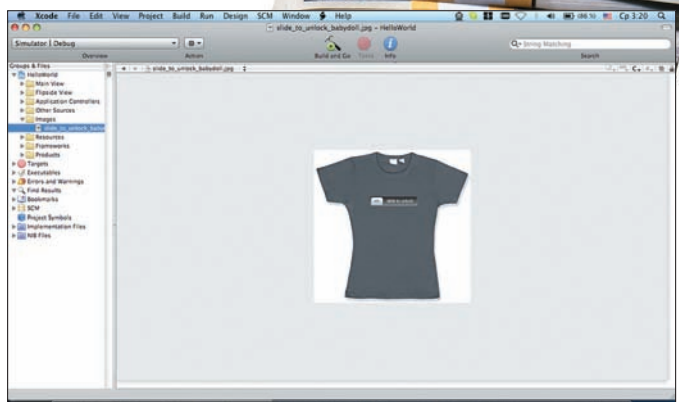 Xcode File Edit View Project Build Run Design SCM Window Help
Ср 3:20
slide_to_unlock_babydoll.jpg – HelloWorld
Simulator | Debug
Overview
Action
Build and Go
Tasks
Info
String Matching
Search
Groups & Files
slide_to_unlock_babydoll.jpg
HelloWorld
Main View
Flipside View
Application Controllers
Other Sources
Images
slide_to_unlock_baby
Resources
Frameworks
Products
Targets
Executables
Errors and Warnings
Find Results
Bookmarks
SCM
Project Symbols
Implementation Files
NIB Files